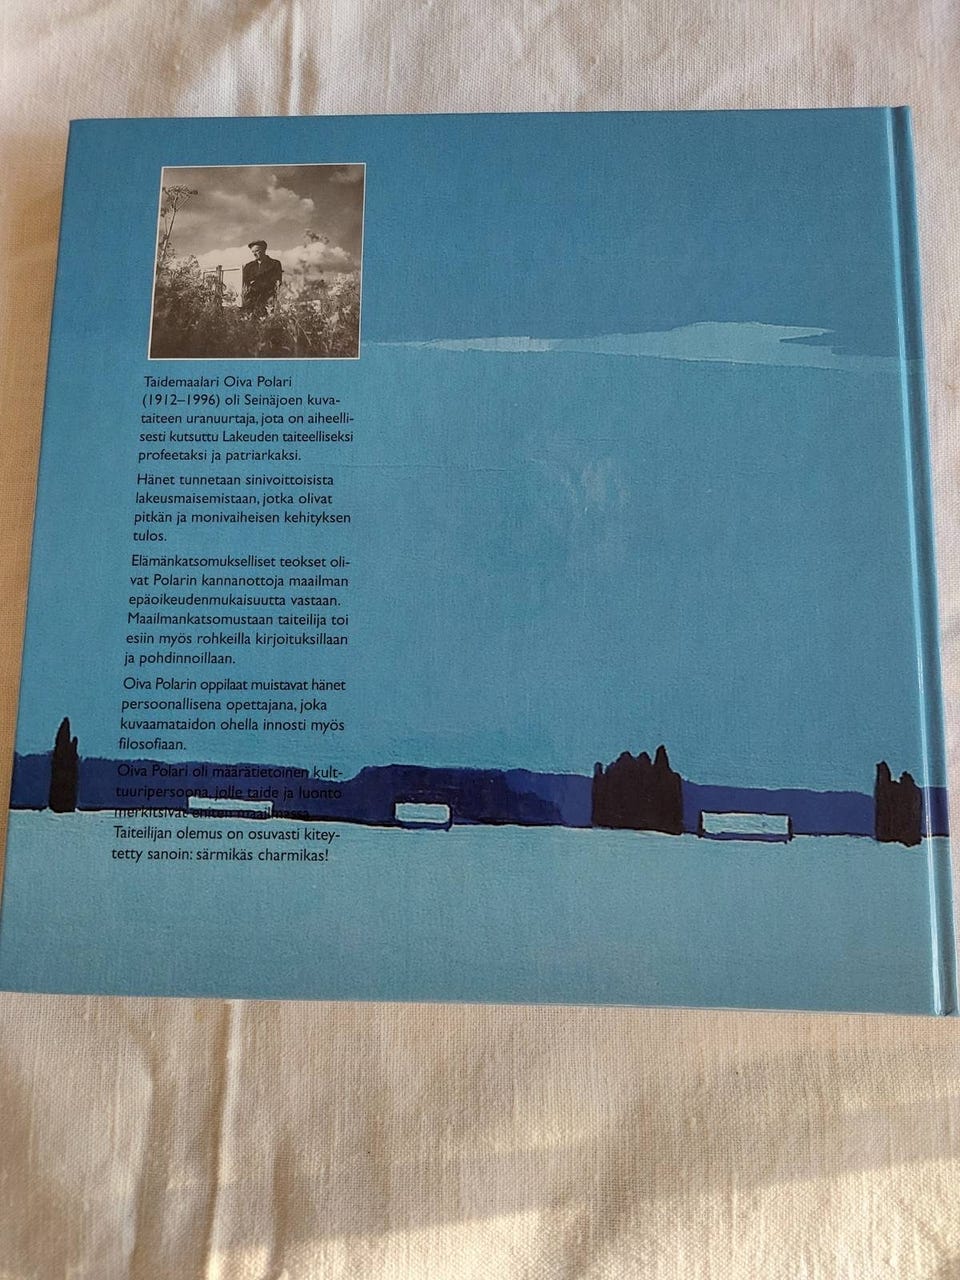 Taidemaalari Oiva Polari
(1912–1996) oli Seinäjoen kuva-
taiteen uranuurtaja, jota on aiheelli-
sesti kutsuttu Lakeuden taiteelliseksi
profeetaksi ja patriarkaksi.
Hänet tunnetaan sinivoittoisista
lakeusmaisemistaan, jotka olivat
pitkän ja monivaiheisen kehityksen
tulos.
Elämänkatsomukselliset teokset oli-
vat Polarin kannanottoja maailman
epäoikeudenmukaisuutta vastaan.
Maailmankatsomustaan taiteilija toi
esiin myös rohkeilla kirjoituksillaan
ja pohdinnoillaan.
Oiva Polarin oppilaat muistavat hänet
persoonallisena opettajana, joka
kuvaamataidon ohella innosti myös
filosofiaan.
Oiva Polari oli määrätietoinen kult-
tuuripersoona, jolle taide ja luonto
merkitsivät eniten maailmassa.
Taiteilijan olemus on osuvasti kitey-
tetty sanoin: särmikäs charmikas!